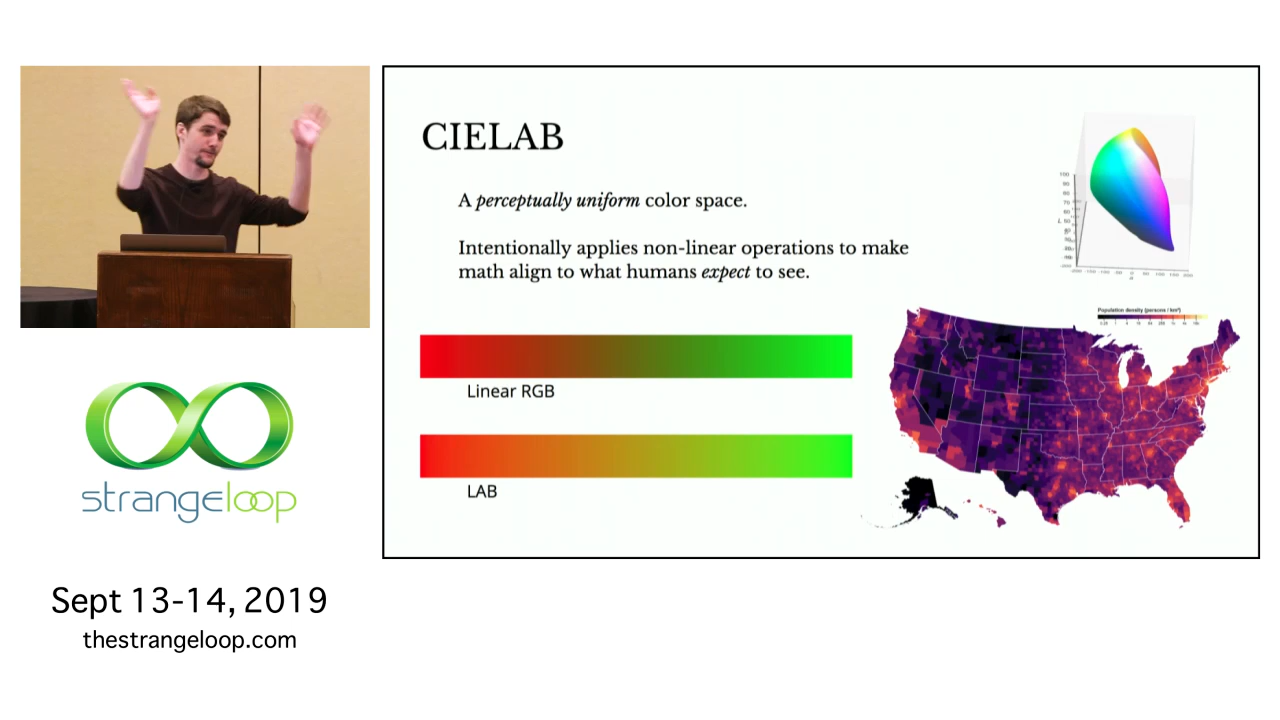 CIELAB
A perceptually uniform color space.
Intentionally applies non-linear operations to make
math align to what humans expect to see.
Population density (persons / km²)
Linear RGB
LAB
strangeloop
Sept 13-14, 2019
thestrangeloop.com